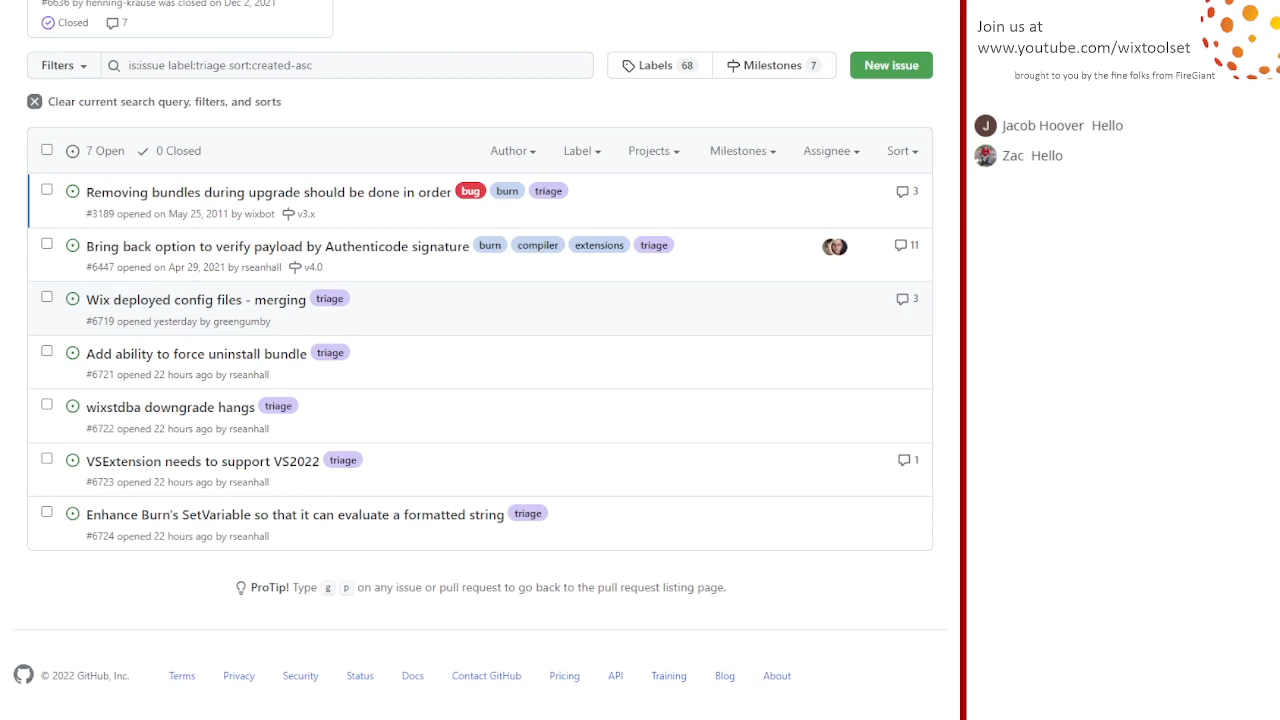 #6636 by henning-krause was closed on Dec 2, 2021
Closed 7
Filters is:issue label:triage sort:created-asc Labels 68 Milestones 7 New issue
Clear current search query, filters, and sorts
7 Open 0 Closed Author Label Projects Milestones Assignee Sort
Removing bundles during upgrade should be done in order bug burn triage 3
#3189 opened on May 25, 2011 by wixbot v3.x
Bring back option to verify payload by Authenticode signature burn compiler extensions triage 11
#6447 opened on Apr 29, 2021 by rseanhall v4.0
Wix deployed config files - merging triage 3
#6719 opened yesterday by greengumby
Add ability to force uninstall bundle triage
#6721 opened 22 hours ago by rseanhall
wixstdba downgrade hangs triage
#6722 opened 22 hours ago by rseanhall
VSExtension needs to support VS2022 triage 1
#6723 opened 22 hours ago by rseanhall
Enhance Burn's SetVariable so that it can evaluate a formatted string triage
#6724 opened 22 hours ago by rseanhall
ProTip! Type g p on any issue or pull request to go back to the pull request listing page.
© 2022 GitHub, Inc. Terms Privacy Security Status Docs Contact GitHub Pricing API Training Blog About
Join us at
www.youtube.com/wixtoolset
brought to you by the fine folks from FireGiant
J Jacob Hoover Hello
Zac Hello